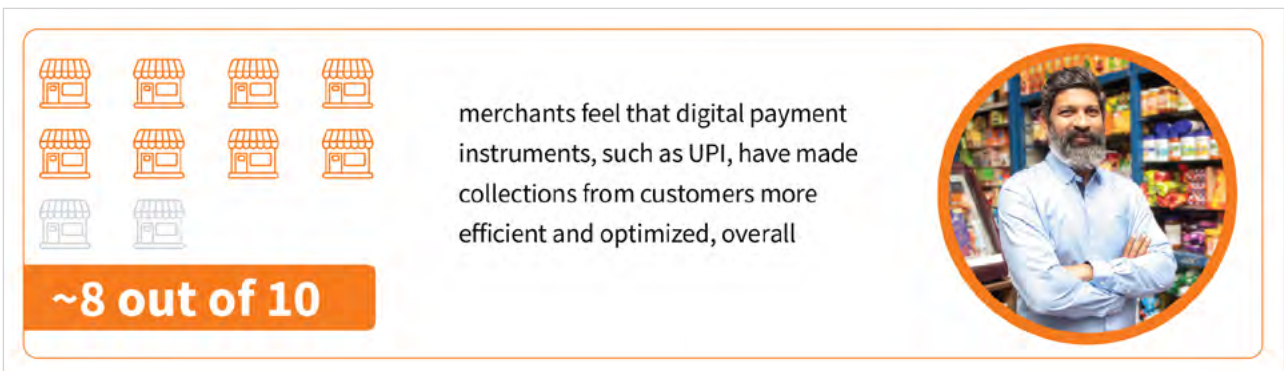 ~8 out of 10
merchants feel that digital payment
instruments, such as UPI, have made
collections from customers more
efficient and optimized, overall